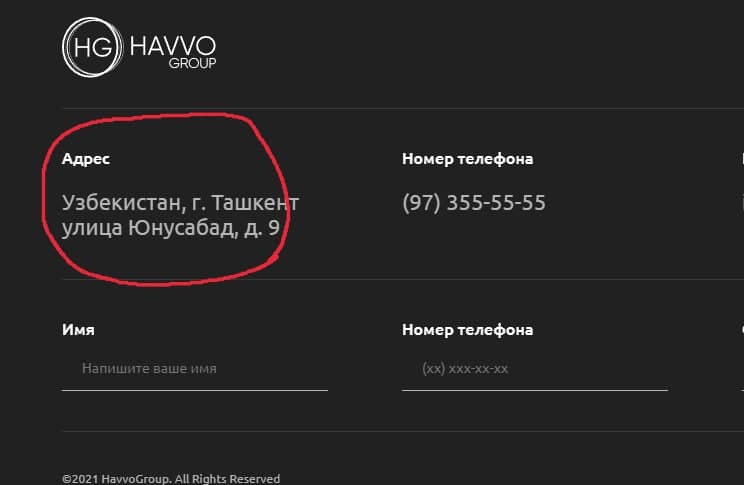 HG HAVVO
GROUP
Адрес
Узбекистан, г. Ташкент
улица Юнусабад, д. 9
Номер телефона
(97) 355-55-55
Имя
Напишите ваше имя
Номер телефона
(xx) xxx-xx-xx
©2021 HavvoGroup. All Rights Reserved